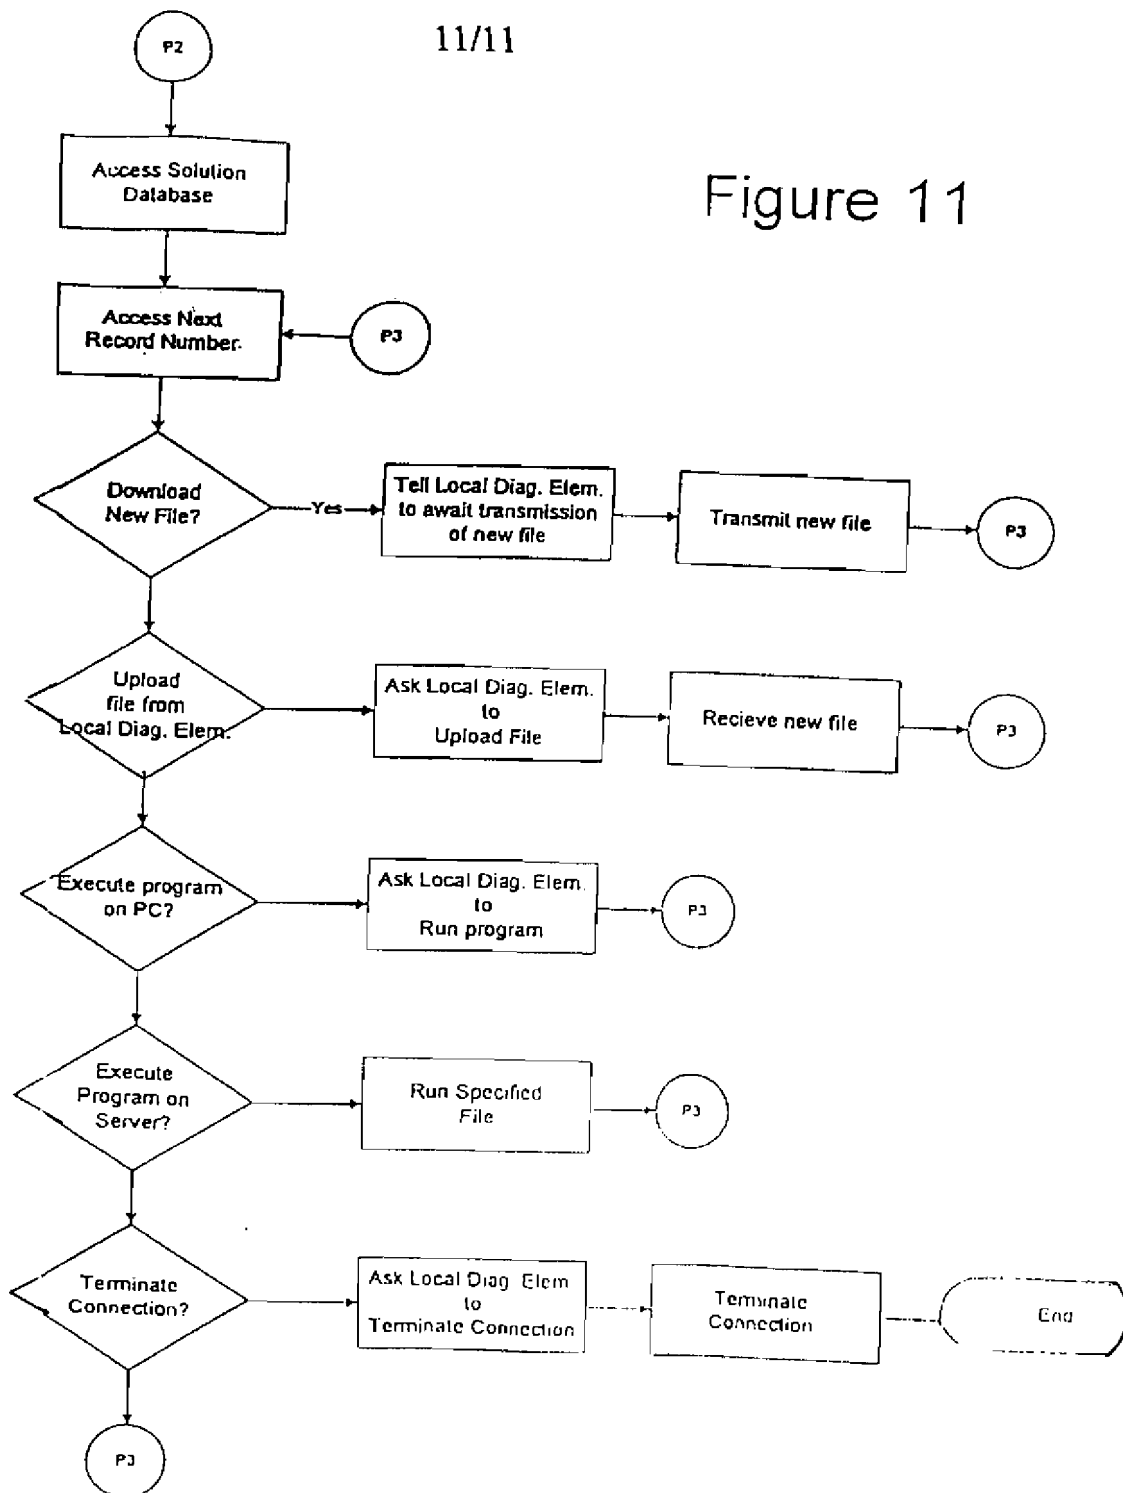 P2
11/11
Access Solution
Database
Figure 11
Access Next
Record Number.
P3
Download
New File?
Yes
Tell Local Diag. Elem.
to await transmission
of new file
Transmit new file
P3
Upload
file from
Local Diag. Elem.
Ask Local Diag. Elem.
to
Upload File
Recieve new file
P3
Execute program
on PC?
Ask Local Diag. Elem.
to
Run program
P3
Execute
Program on
Server?
Run Specified
File
P3
Terminate
Connection?
Ask Local Diag. Elem
to
Terminate Connection
Terminate
Connection
End
P3